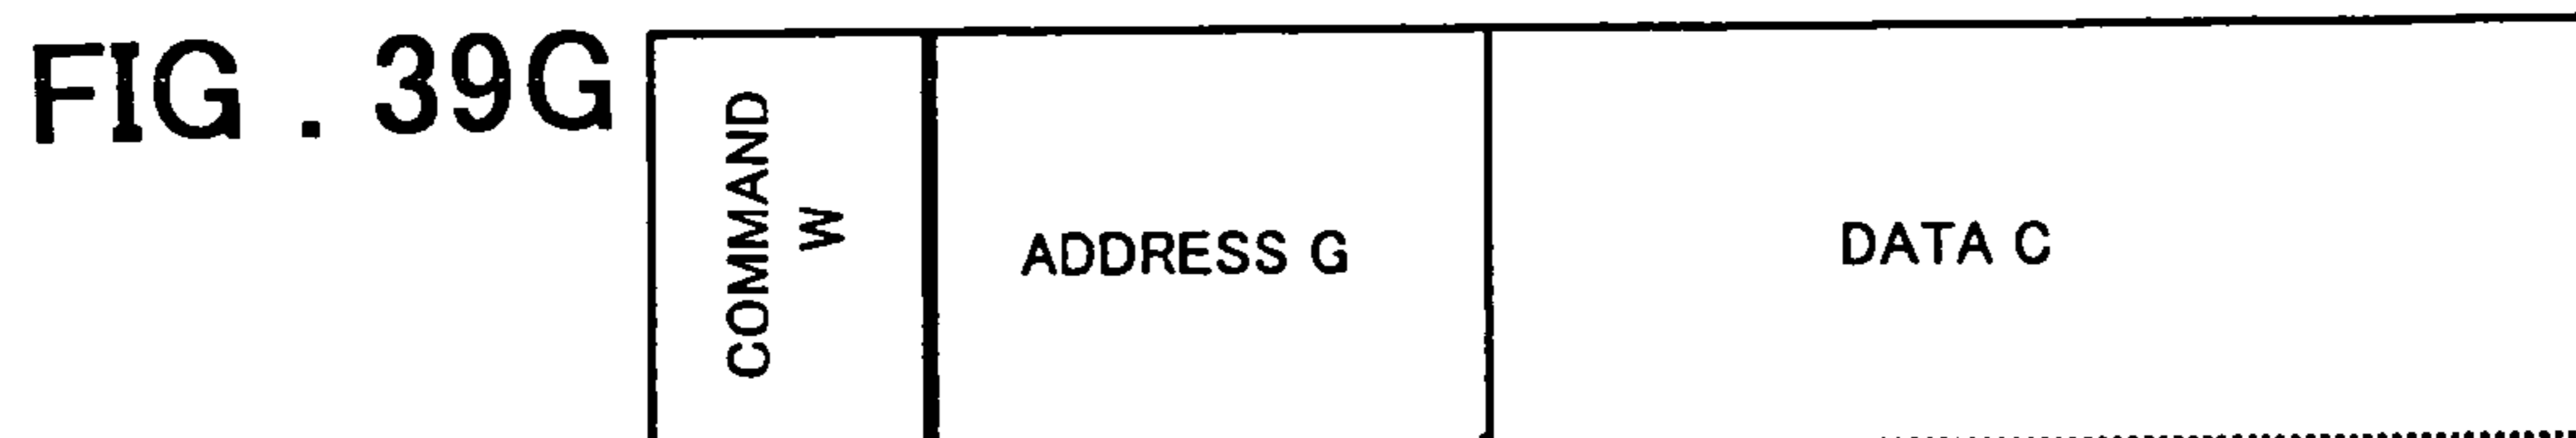 FIG . 39G
COMMAND
W
ADDRESS G
DATA C